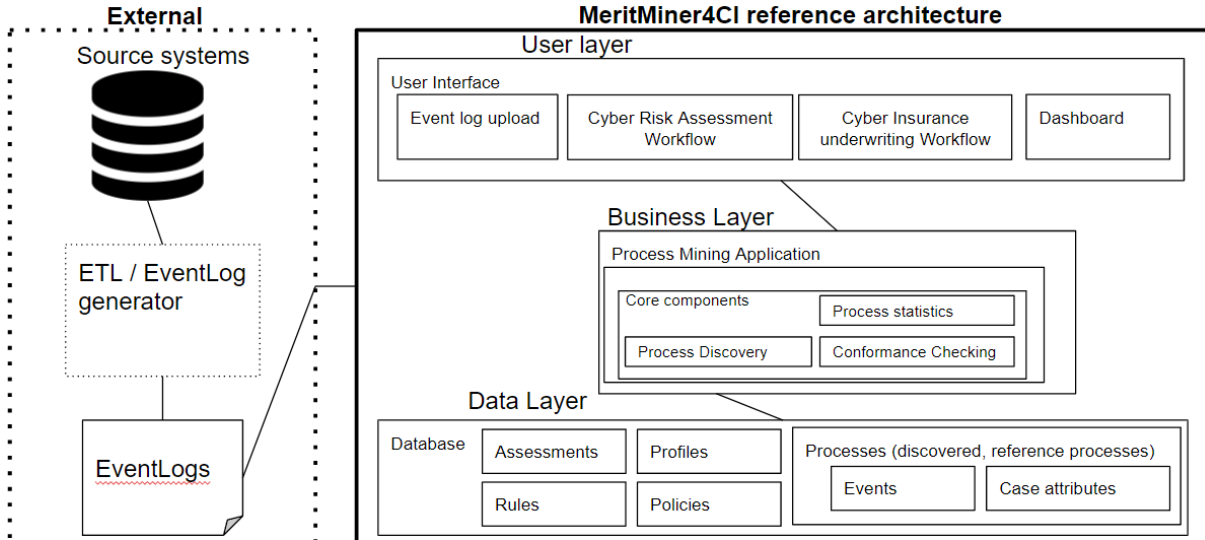 External
Source systems
ETL / EventLog
generator
EventLogs
MeritMiner4CI reference architecture
User layer
User Interface
Event log upload
Cyber Risk Assessment
Workflow
Cyber Insurance
underwriting Workflow
Dashboard
Business Layer
Process Mining Application
Core components
Process statistics
Process Discovery
Conformance Checking
Data Layer
Database
Assessments
Profiles
Rules
Policies
Processes (discovered, reference processes)
Events
Case attributes